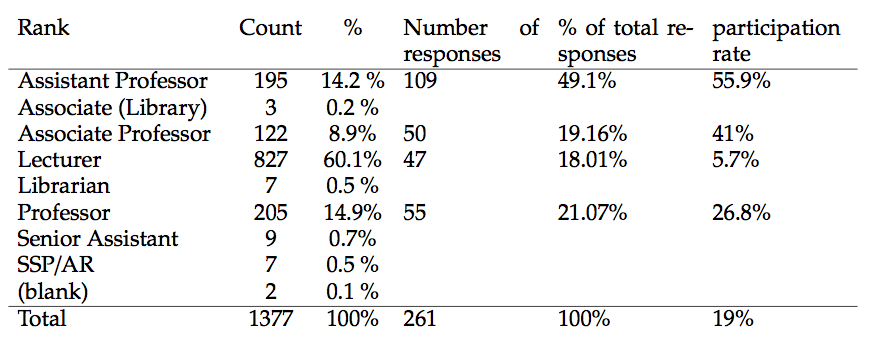 Rank Count % Number of % of total re- participation
responses sponses rate
Assistant Professor 195 14.2 % 109 49.1% 55.9%
Associate (Library) 3 0.2 %
Associate Professor 122 8.9% 50 19.16% 41%
Lecturer 827 60.1% 47 18.01% 5.7%
Librarian 7 0.5 %
Professor 205 14.9% 55 21.07% 26.8%
Senior Assistant 9 0.7%
SSP/AR 7 0.5 %
(blank) 2 0.1 %
Total 1377 100% 261 100% 19%